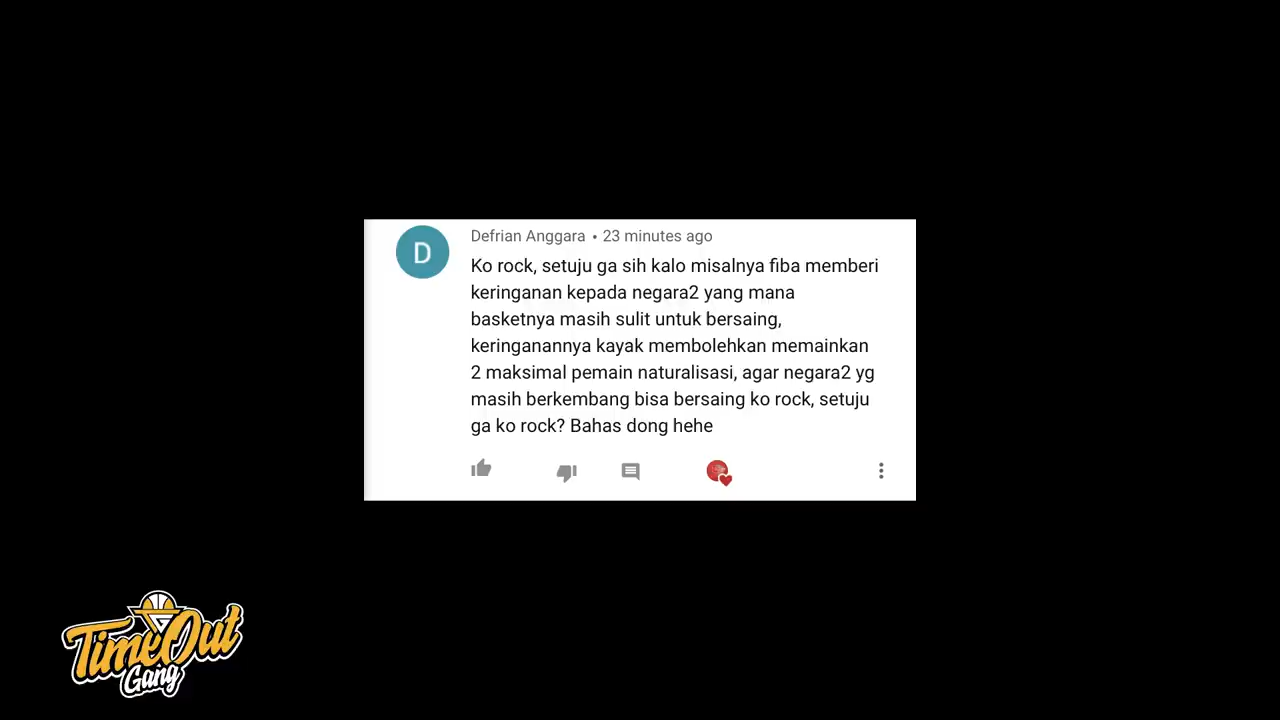 Defrian Anggara • 23 minutes ago
D
Ko rock, setuju ga sih kalo misalnya fiba memberi
keringanan kepada negara2 yang mana
basketnya masih sulit untuk bersaing,
keringanannya kayak membolehkan memainkan
2 maksimal pemain naturalisasi, agar negara2 yg
masih berkembang bisa bersaing ko rock, setuju
ga ko rock? Bahas dong hehe
TimeOut
Gang